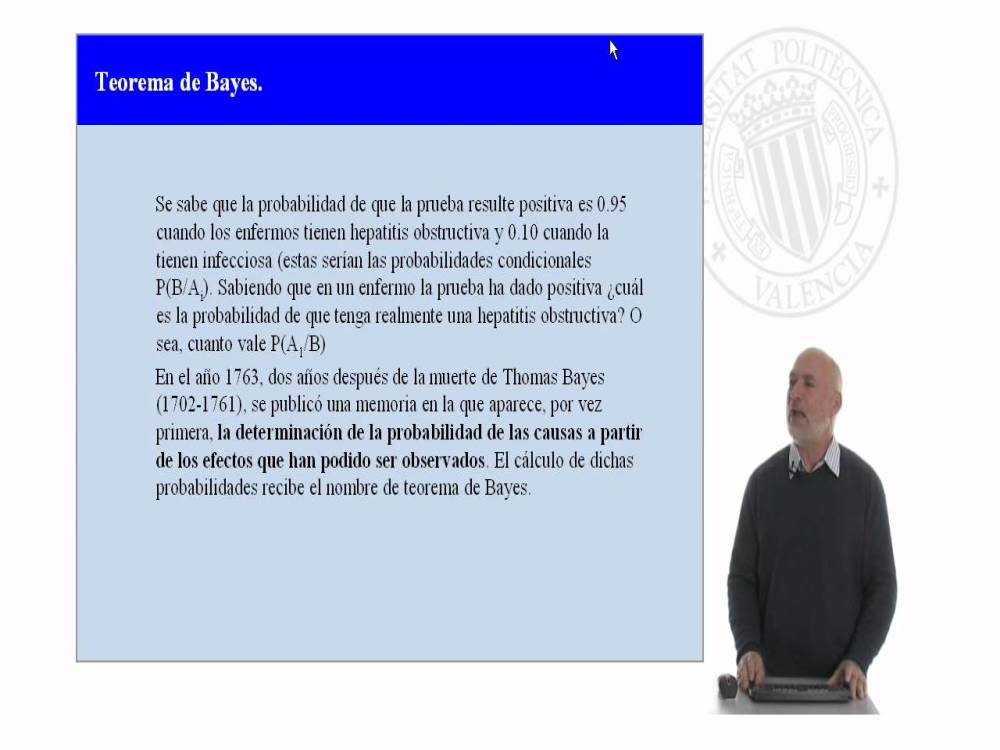 Teorema de Bayes.
Se sabe que la probabilidad de que la prueba resulte positiva es 0.95
cuando los enfermos tienen hepatitis obstructiva y 0.10 cuando la
tienen infecciosa (estas serían las probabilidades condicionales
P(B/Aᵢ). Sabiendo que en un enfermo la prueba ha dado positiva ¿cuál
es la probabilidad de que tenga realmente una hepatitis obstructiva? O
sea, cuanto vale P(A₁/B)
En el año 1763, dos años después de la muerte de Thomas Bayes
(1702-1761), se publicó una memoria en la que aparece, por vez
primera, la determinación de la probabilidad de las causas a partir
de los efectos que han podido ser observados. El cálculo de dichas
probabilidades recibe el nombre de teorema de Bayes.
POLITECNICA
VALENCIA